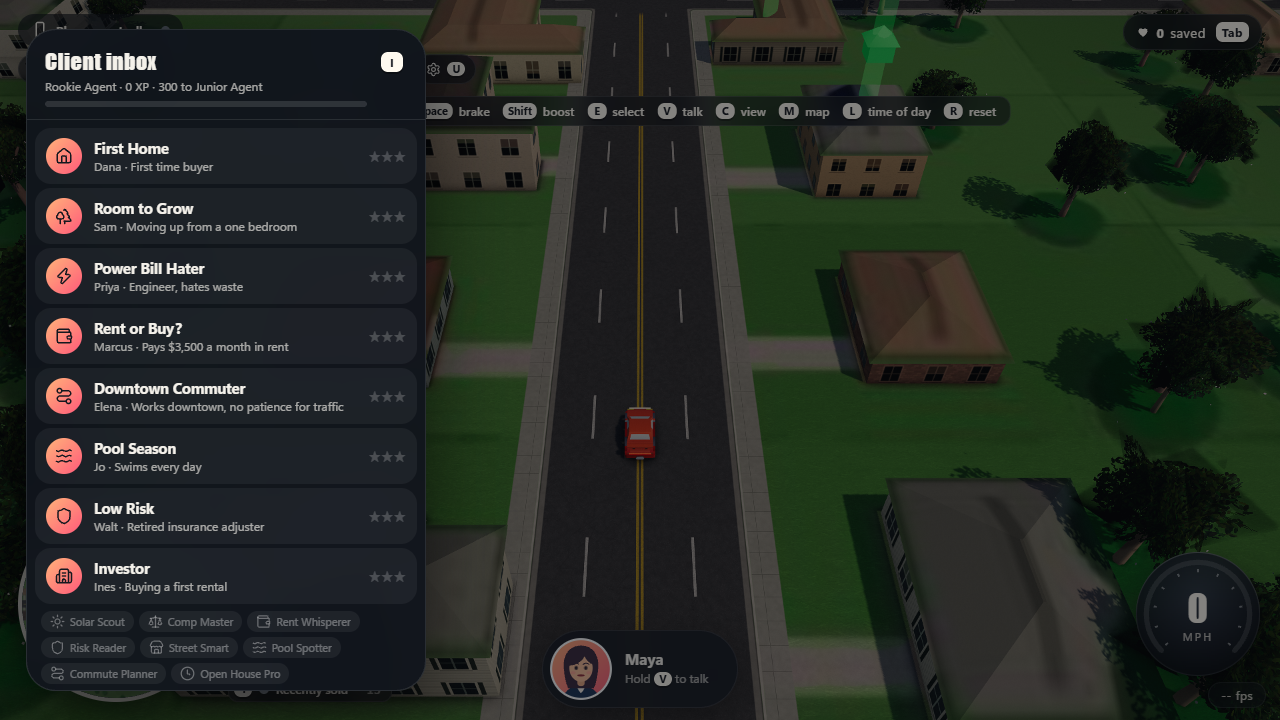 Client inbox
I
Rookie Agent · 0 XP · 300 to Junior Agent
First Home
Dana · First time buyer
Room to Grow
Sam · Moving up from a one bedroom
Power Bill Hater
Priya · Engineer, hates waste
Rent or Buy?
Marcus · Pays $3,500 a month in rent
Downtown Commuter
Elena · Works downtown, no patience for traffic
Pool Season
Jo · Swims every day
Low Risk
Walt · Retired insurance adjuster
Investor
Ines · Buying a first rental
Solar Scout
Comp Master
Rent Whisperer
Risk Reader
Street Smart
Pool Spotter
Commute Planner
Open House Pro
Recently sold
U
brake Shift boost E select V talk C view M map L time of day R reset
0 saved Tab
Maya
Hold V to talk
0
MPH
-- fps